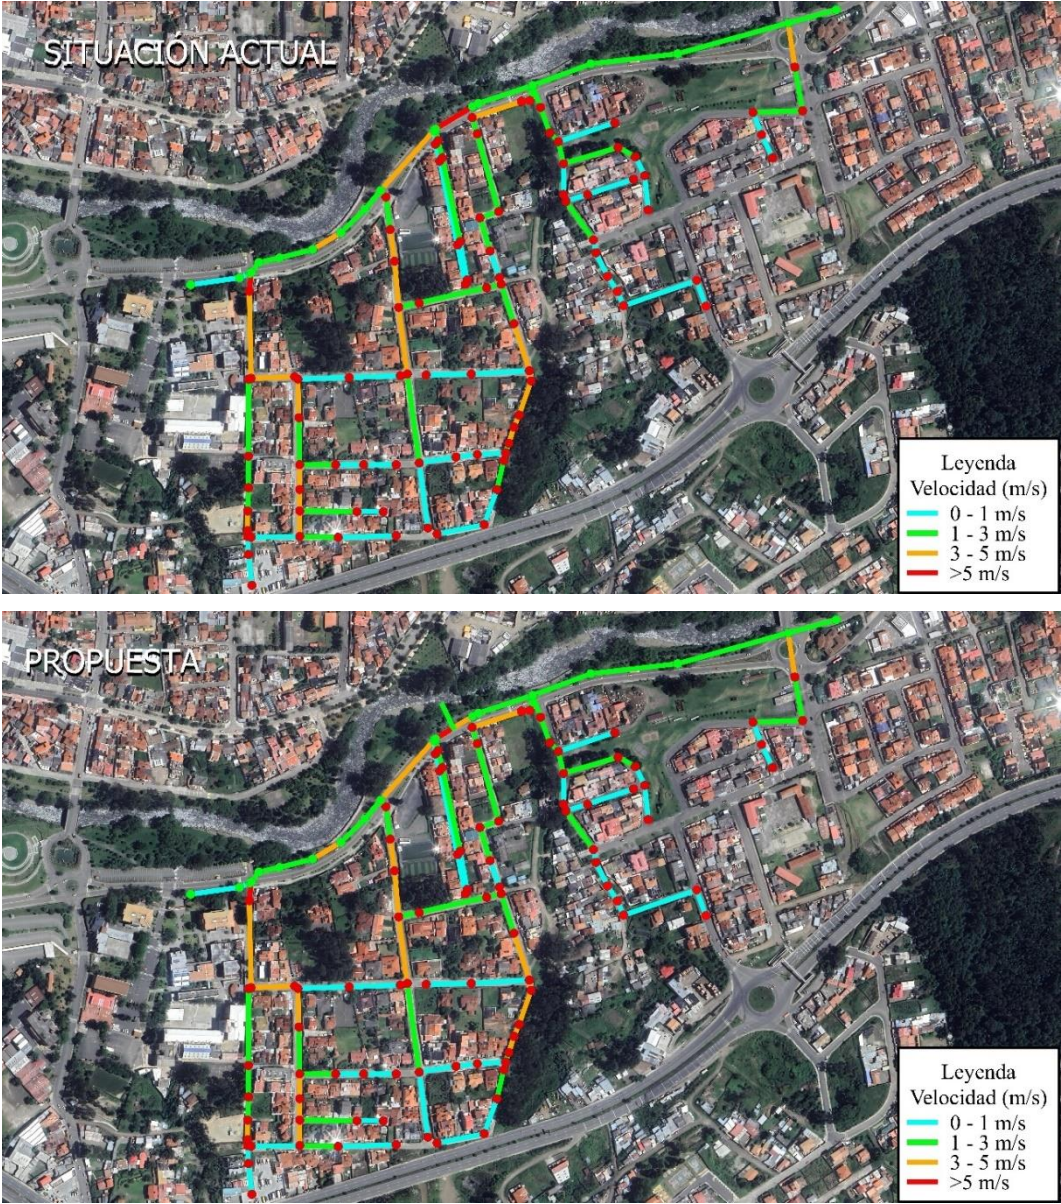 SITUACIÓN ACTUAL
Leyenda
Velocidad (m/s)
0 - 1 m/s
1 - 3 m/s
3 - 5 m/s
>5 m/s
PROPUESTA
Leyenda
Velocidad (m/s)
0 - 1 m/s
1 - 3 m/s
3 - 5 m/s
>5 m/s